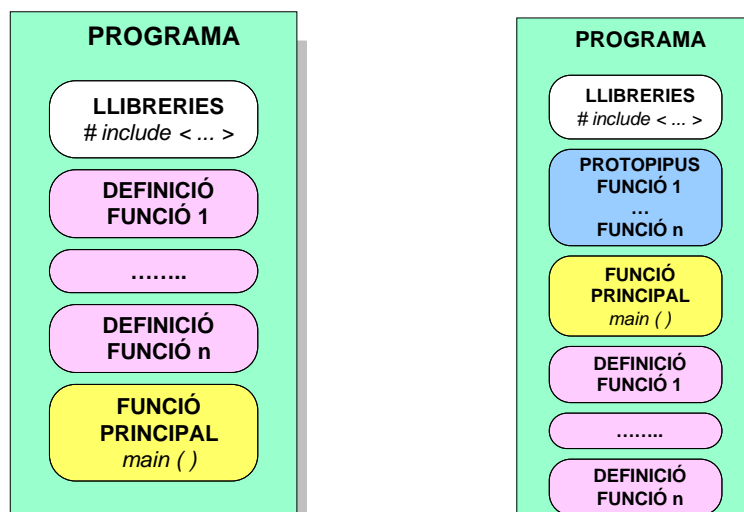 PROGRAMA
LLIBRERIES
# include < ... >
DEFINICIÓ
FUNCIÓ 1
……..
DEFINICIÓ
FUNCIÓ n
FUNCIÓ
PRINCIPAL
main ( )
PROGRAMA
LLIBRERIES
# include < ... >
PROTOPIPUS
FUNCIÓ 1
…
FUNCIÓ n
FUNCIÓ
PRINCIPAL
main ( )
DEFINICIÓ
FUNCIÓ 1
……..
DEFINICIÓ
FUNCIÓ n